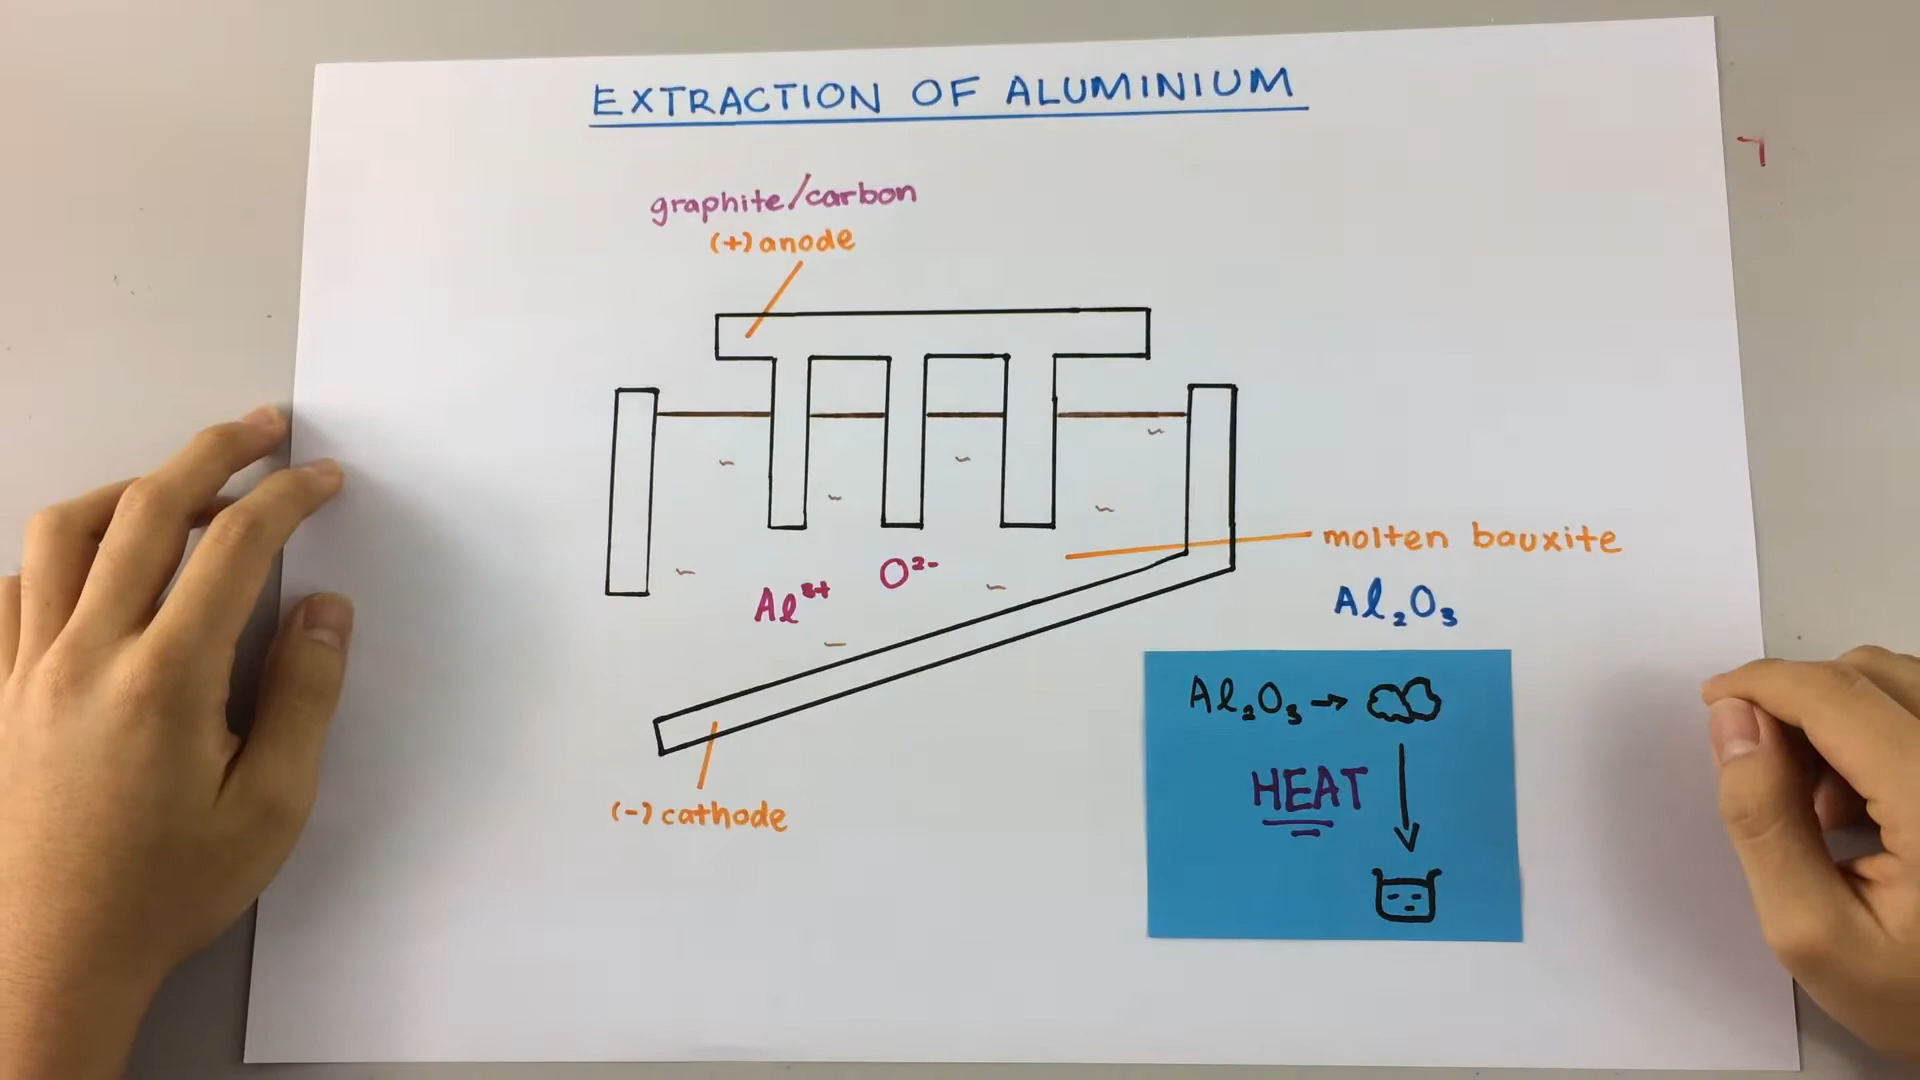 EXTRACTION OF ALUMINIUM
graphite/carbon
(+) anode
molten bauxite
Al³⁺ O²⁻
Al₂O₃
Al₂O₃ →
HEAT
(-) cathode